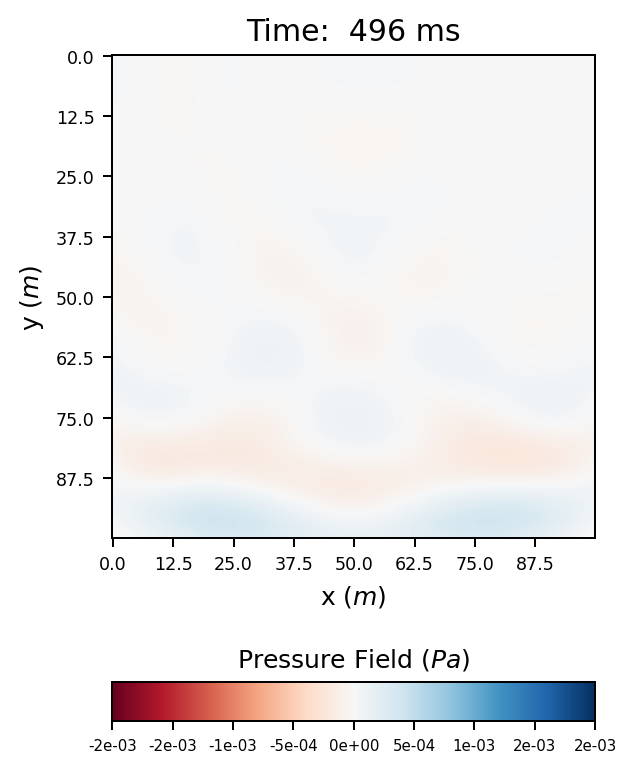 Time: 496 ms
0.0
12.5
25.0
37.5
50.0
62.5
75.0
87.5
y (m)
0.0 12.5 25.0 37.5 50.0 62.5 75.0 87.5
x (m)
Pressure Field (Pa)
-2e-03 -2e-03 -1e-03 -5e-04 0e+00 5e-04 1e-03 2e-03 2e-03